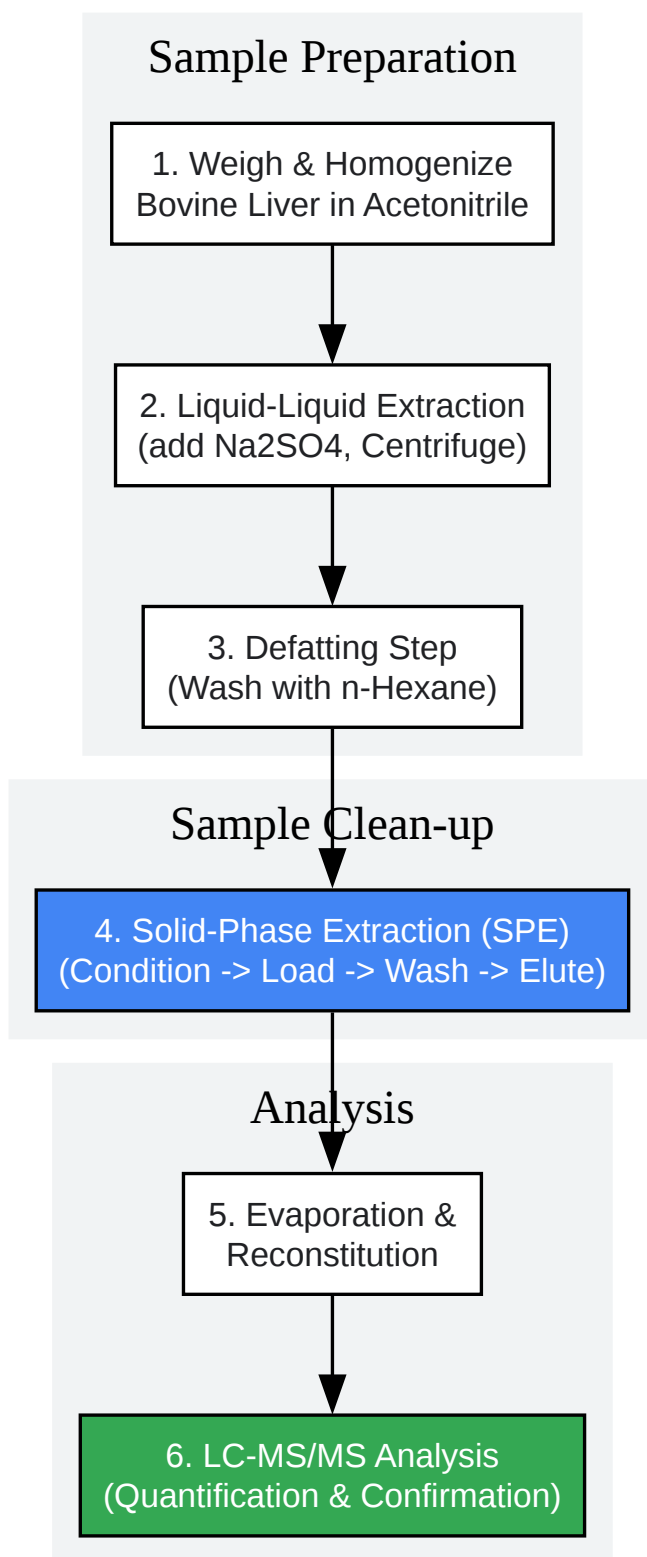 Sample Preparation
1. Weigh & Homogenize
Bovine Liver in Acetonitrile
2. Liquid-Liquid Extraction
(add Na2SO4, Centrifuge)
3. Defatting Step
(Wash with n-Hexane)
Sample Clean-up
4. Solid-Phase Extraction (SPE)
(Condition -> Load -> Wash -> Elute)
Analysis
5. Evaporation &
Reconstitution
6. LC-MS/MS Analysis
(Quantification & Confirmation)